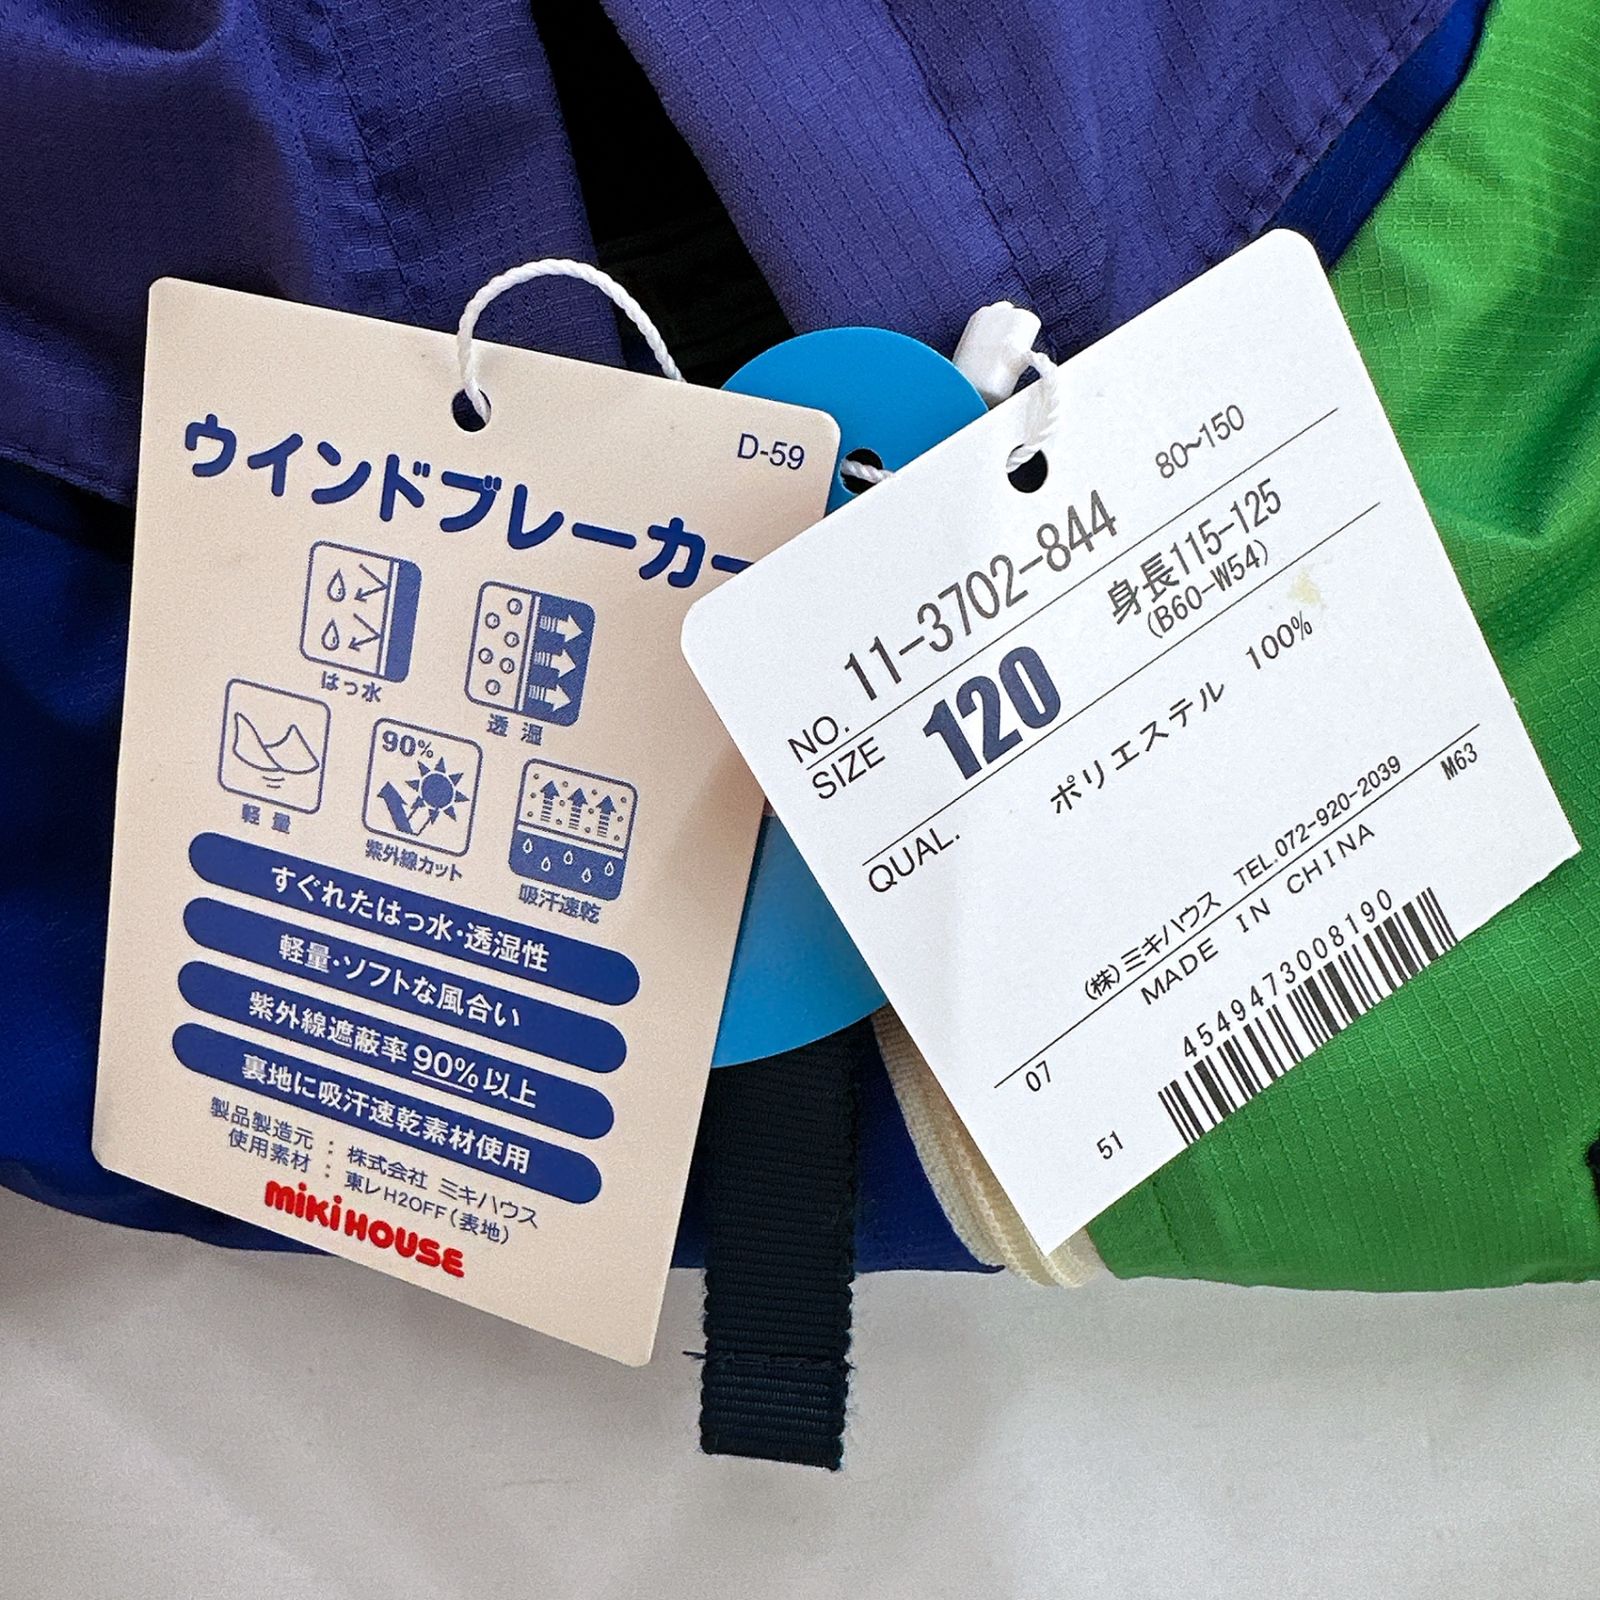 D-59
ウインドブレーカー
はっ水
透湿
軽量
90%
紫外線カット
吸汗速乾
すぐれたはっ水・透湿性
軽量・ソフトな風合い
紫外線遮蔽率90%以上
裏地に吸汗速乾素材使用
製品製造元：株式会社 ミキハウス
使用素材：東レH2OFF(表地)
mikiHOUSE
80~150
NO. 11-3702-844
SIZE 120 身長115-125
(B60-W54)
QUAL. ポリエステル 100%
M63
(株)ミキハウス TEL.072-920-2039
MADE IN CHINA
07
4549473008190
51